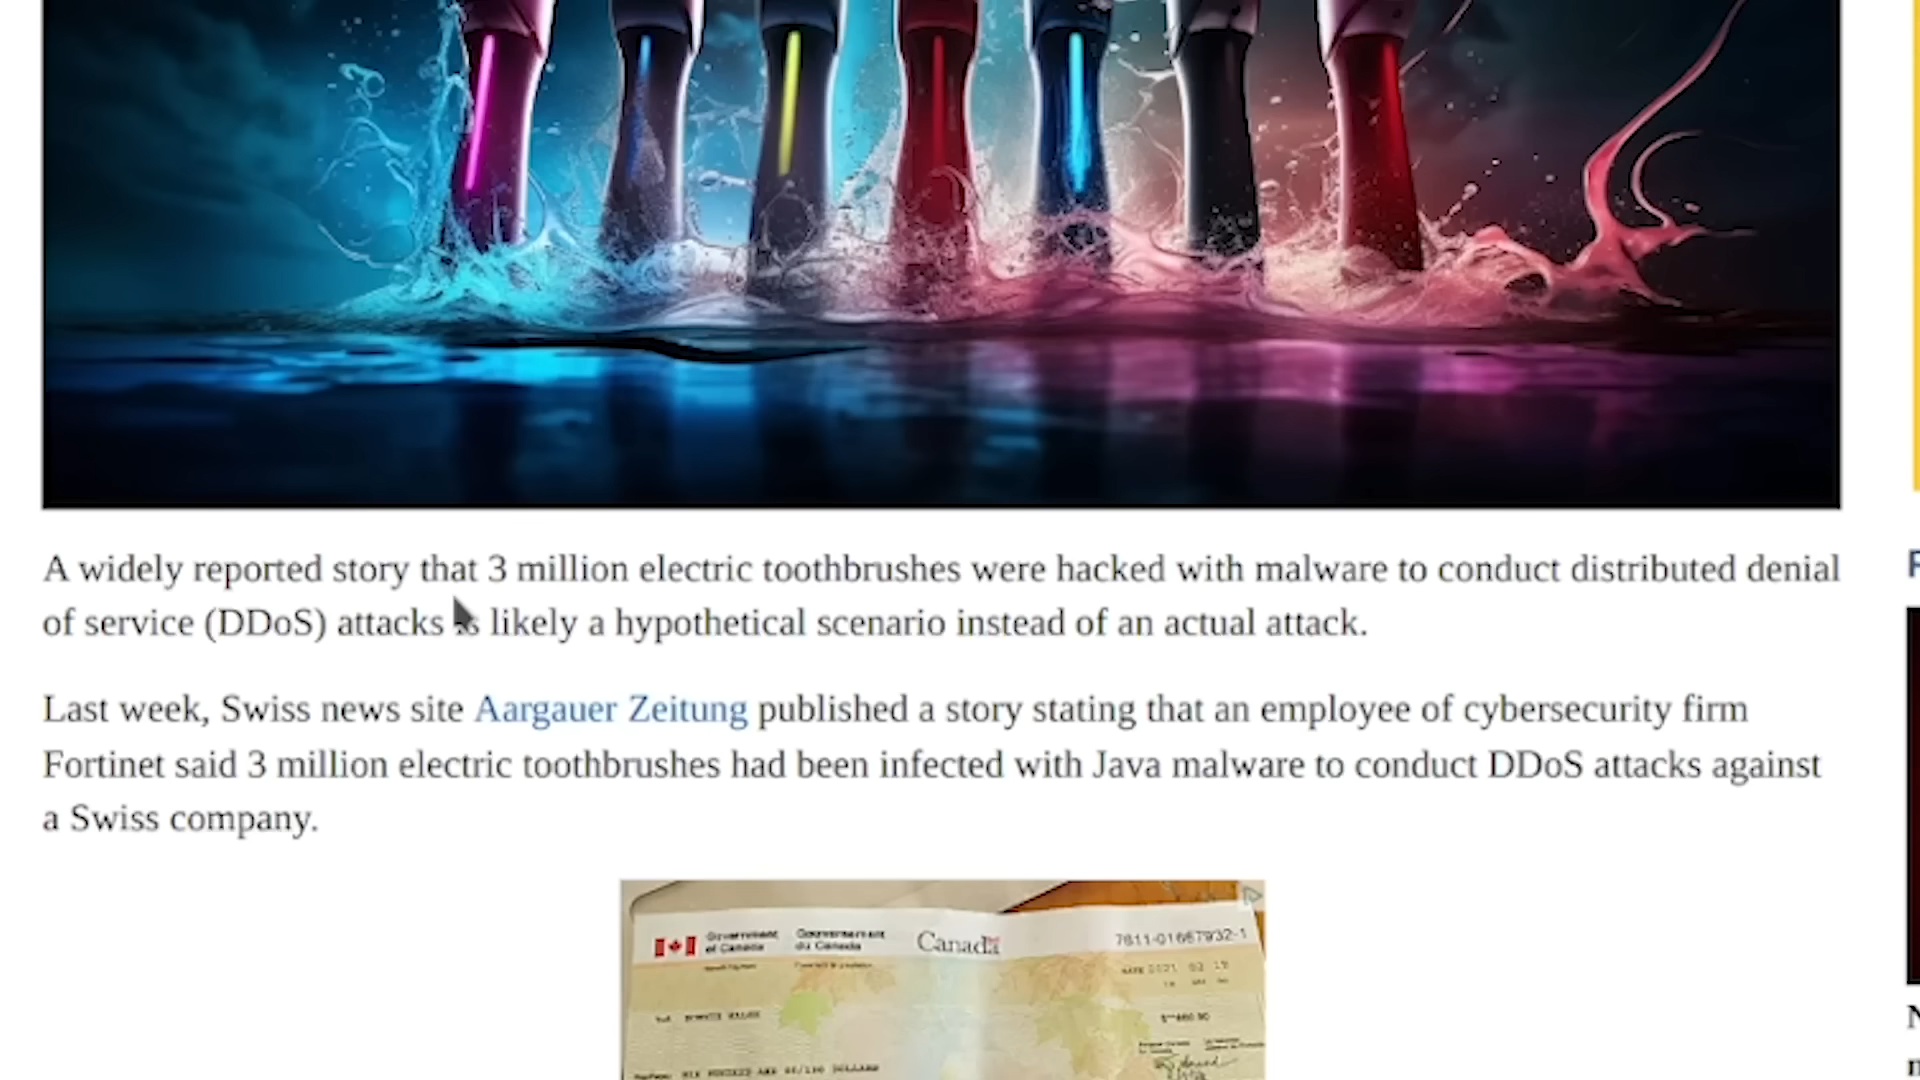 A widely reported story that 3 million electric toothbrushes were hacked with malware to conduct distributed denial
of service (DDoS) attacks is likely a hypothetical scenario instead of an actual attack.
Last week, Swiss news site Aargauer Zeitung published a story stating that an employee of cybersecurity firm
Fortinet said 3 million electric toothbrushes had been infected with Java malware to conduct DDoS attacks against
a Swiss company.
Government of Canada
Gouvernement du Canada
Canada
7811-01667932-1